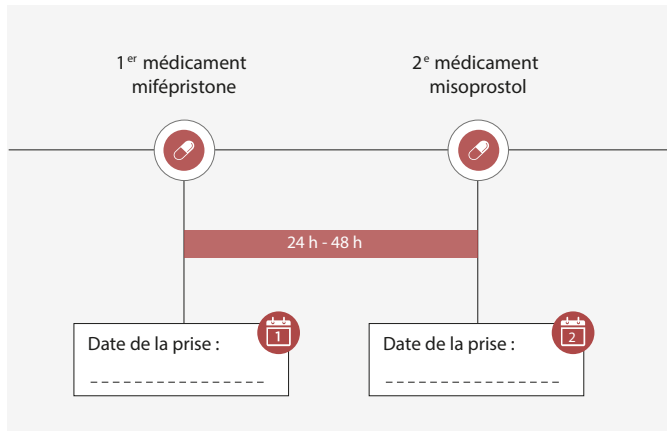 1er médicament
mifépristone
2e médicament
misoprostol
24 h - 48 h
Date de la prise :
1
Date de la prise :
2